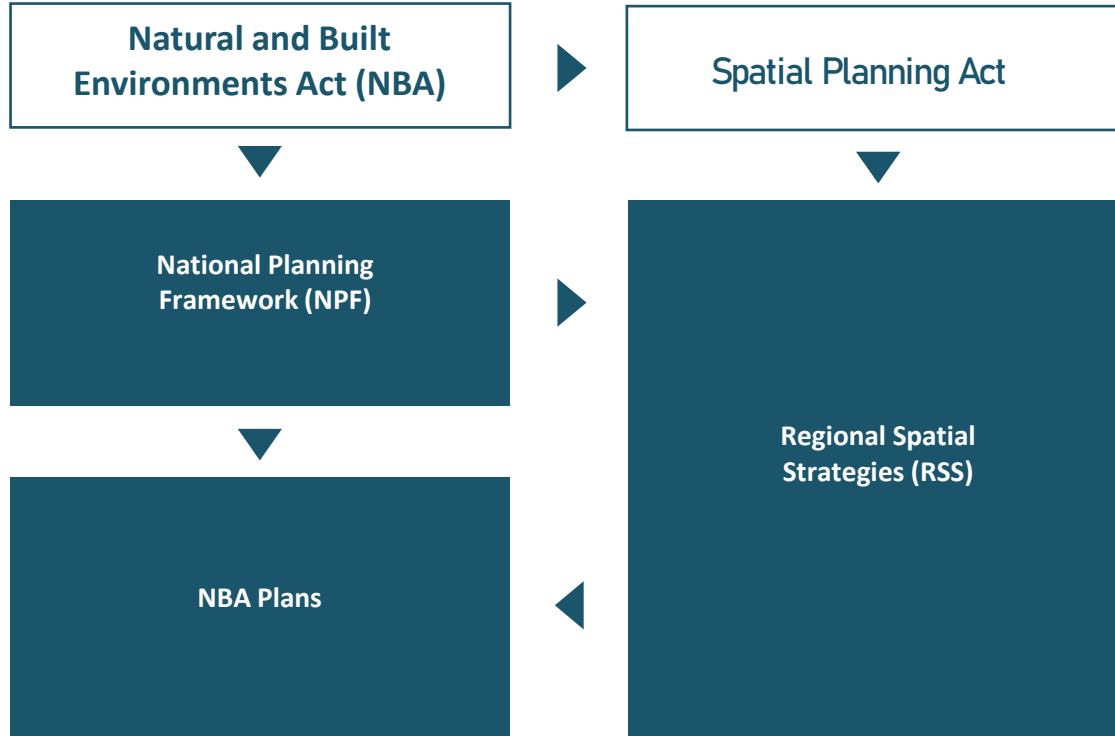 Natural and Built
Environments Act (NBA)
Spatial Planning Act
National Planning
Framework (NPF)
Regional Spatial
Strategies (RSS)
NBA Plans